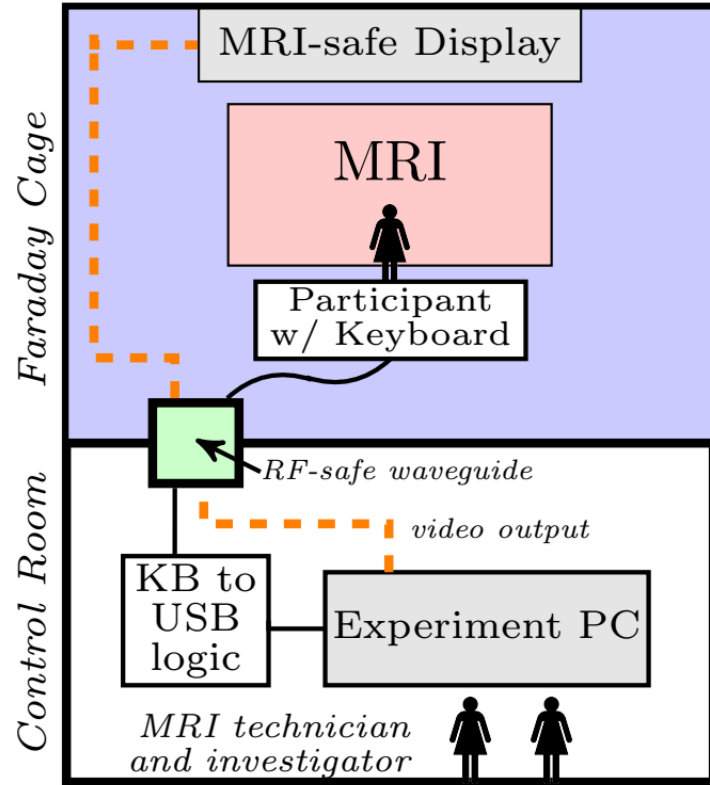 MRI-safe Display
MRI
Participant
w/ Keyboard
Faraday Cage
RF-safe waveguide
video output
KB to
USB
logic
Experiment PC
Control Room
MRI technician
and investigator